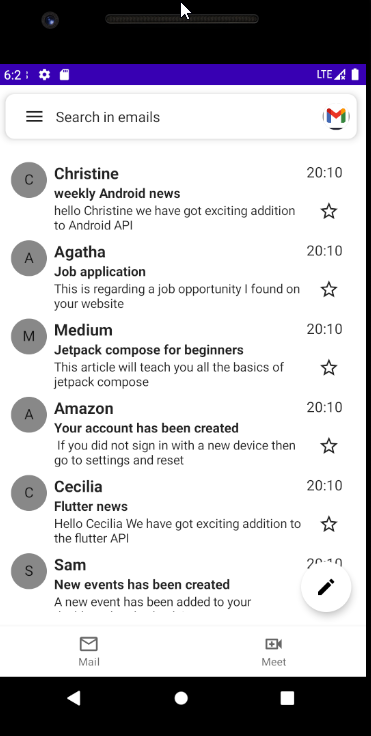 6:2
LTE
Search in emails
C
Christine
20:10
weekly Android news
hello Christine we have got exciting addition
to Android API
A
Agatha
20:10
Job application
This is regarding a job opportunity I found on
your website
M
Medium
20:10
Jetpack compose for beginners
This article will teach you all the basics of
jetpack compose
A
Amazon
20:10
Your account has been created
If you did not sign in with a new device then
go to settings and reset
C
Cecilia
20:10
Flutter news
Hello Cecilia We have got exciting addition to
the flutter API
S
Sam
20:10
New events has been created
A new event has been added to your
Mail
Meet